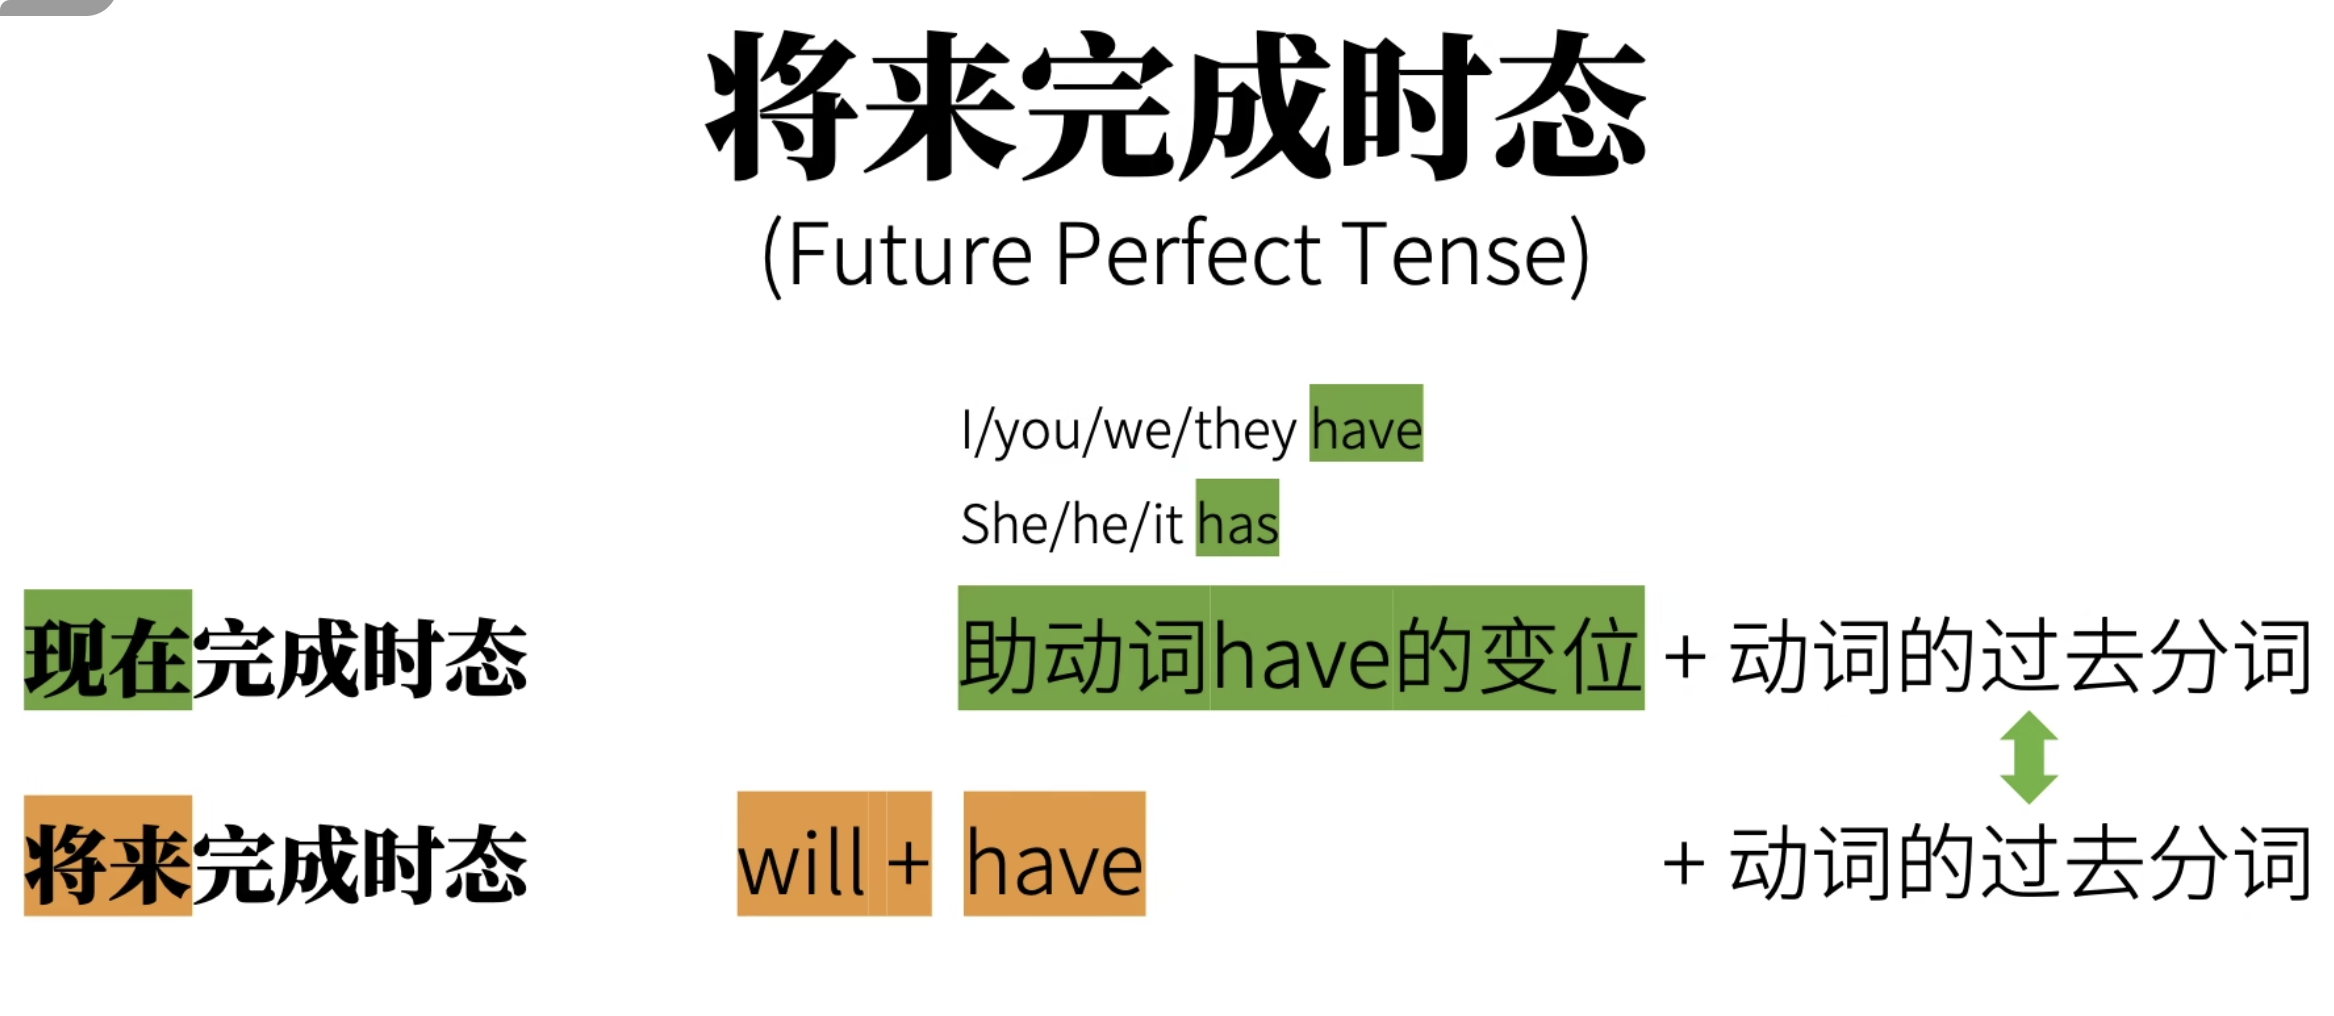 将来完成时态
(Future Perfect Tense)
I/you/we/they have
She/he/it has
现在完成时态 助动词have的变位 + 动词的过去分词
将来完成时态 will + have + 动词的过去分词